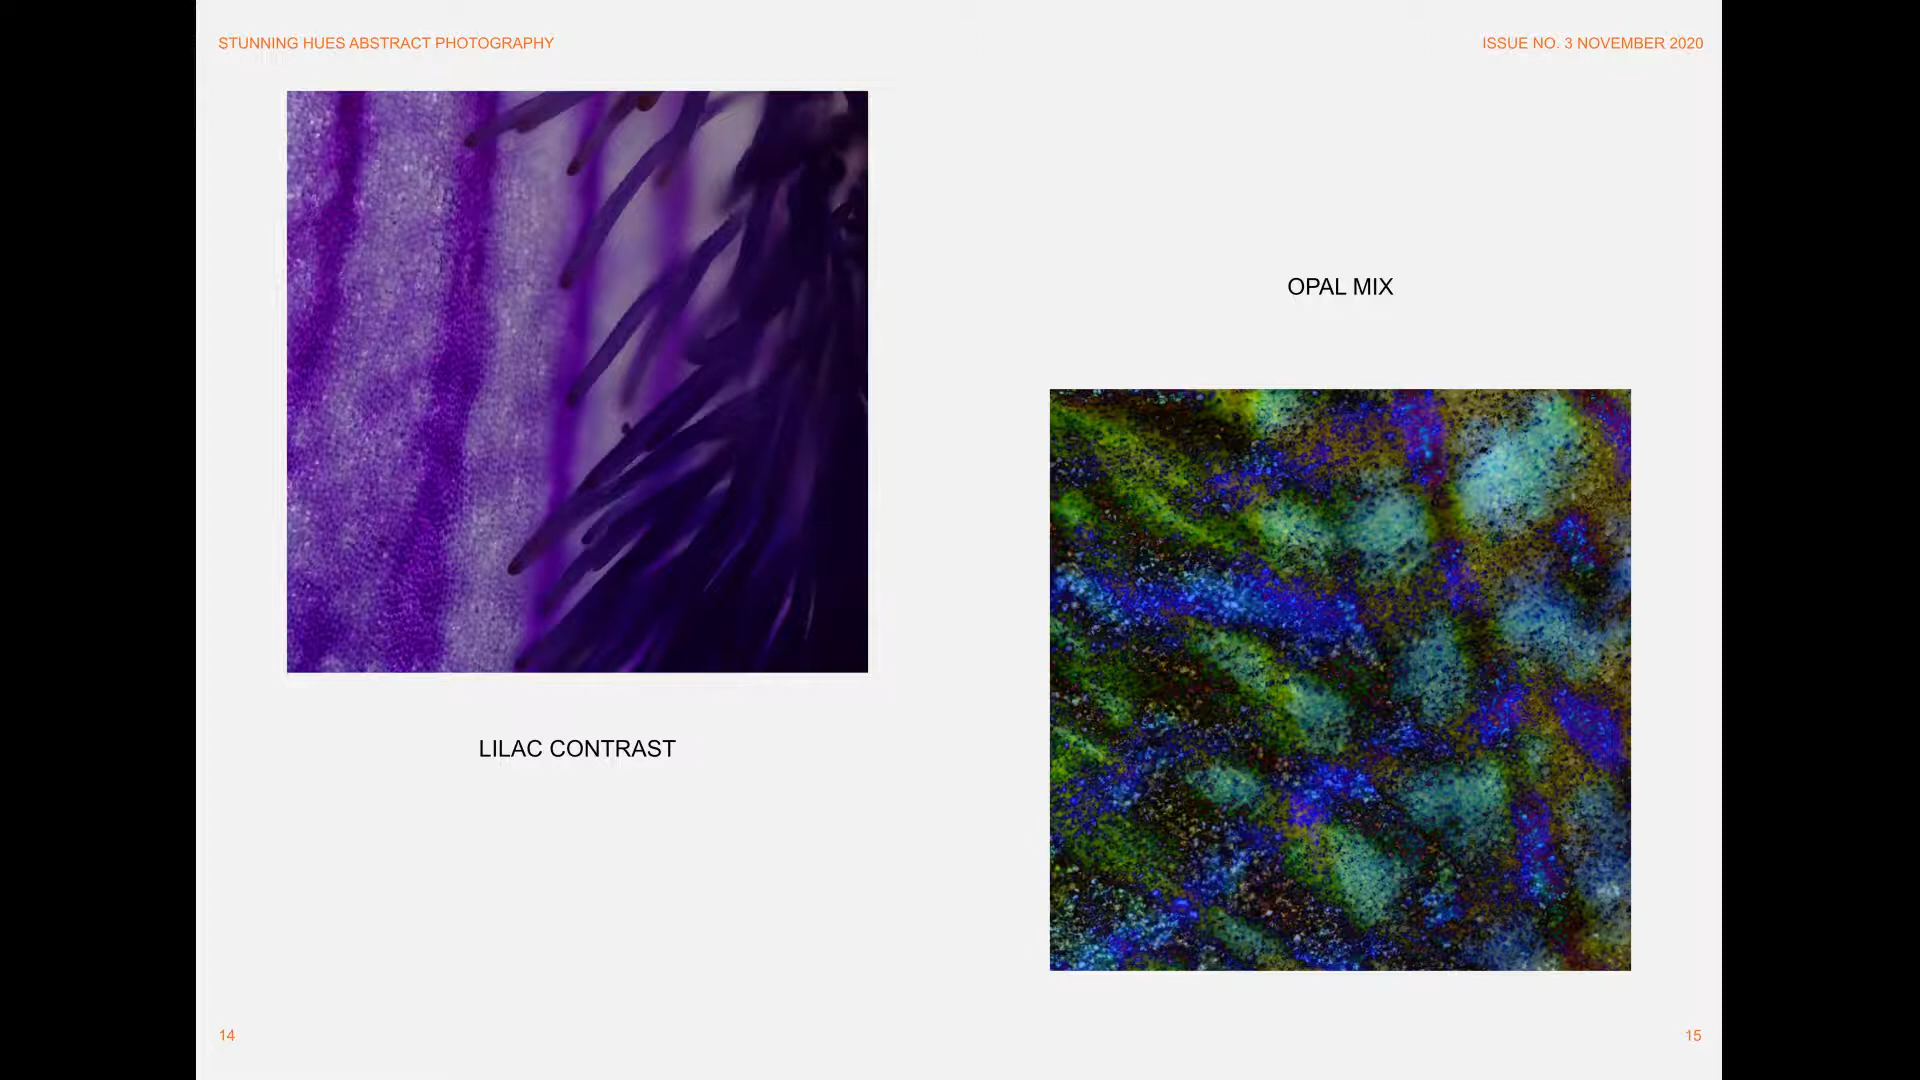 STUNNING HUES ABSTRACT PHOTOGRAPHY
ISSUE NO. 3 NOVEMBER 2020
LILAC CONTRAST
OPAL MIX
14
15